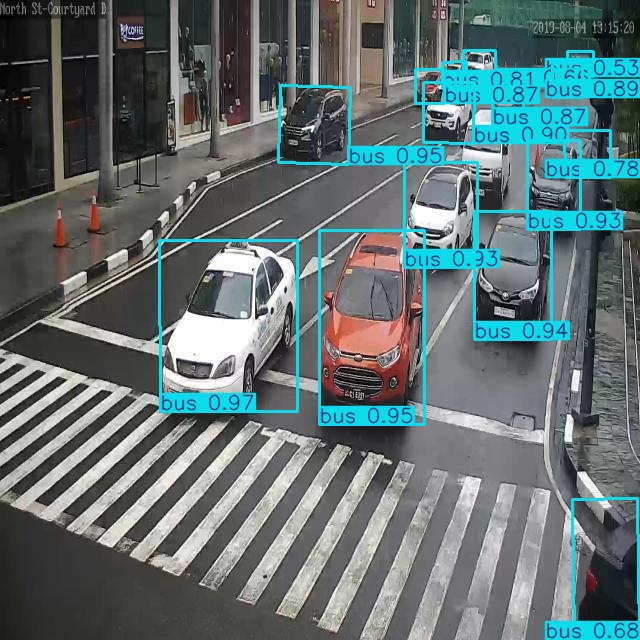 North St-Courtyard D
2019-08-04 13:15:20
COFFEE
bus 0.53
bus 0.81
bus 0.89
bus 0.87
bus 0.87
bus 0.90
bus 0.95
bus 0.78
bus 0.93
bus 0.93
bus 0.94
bus 0.97
bus 0.95
bus 0.68